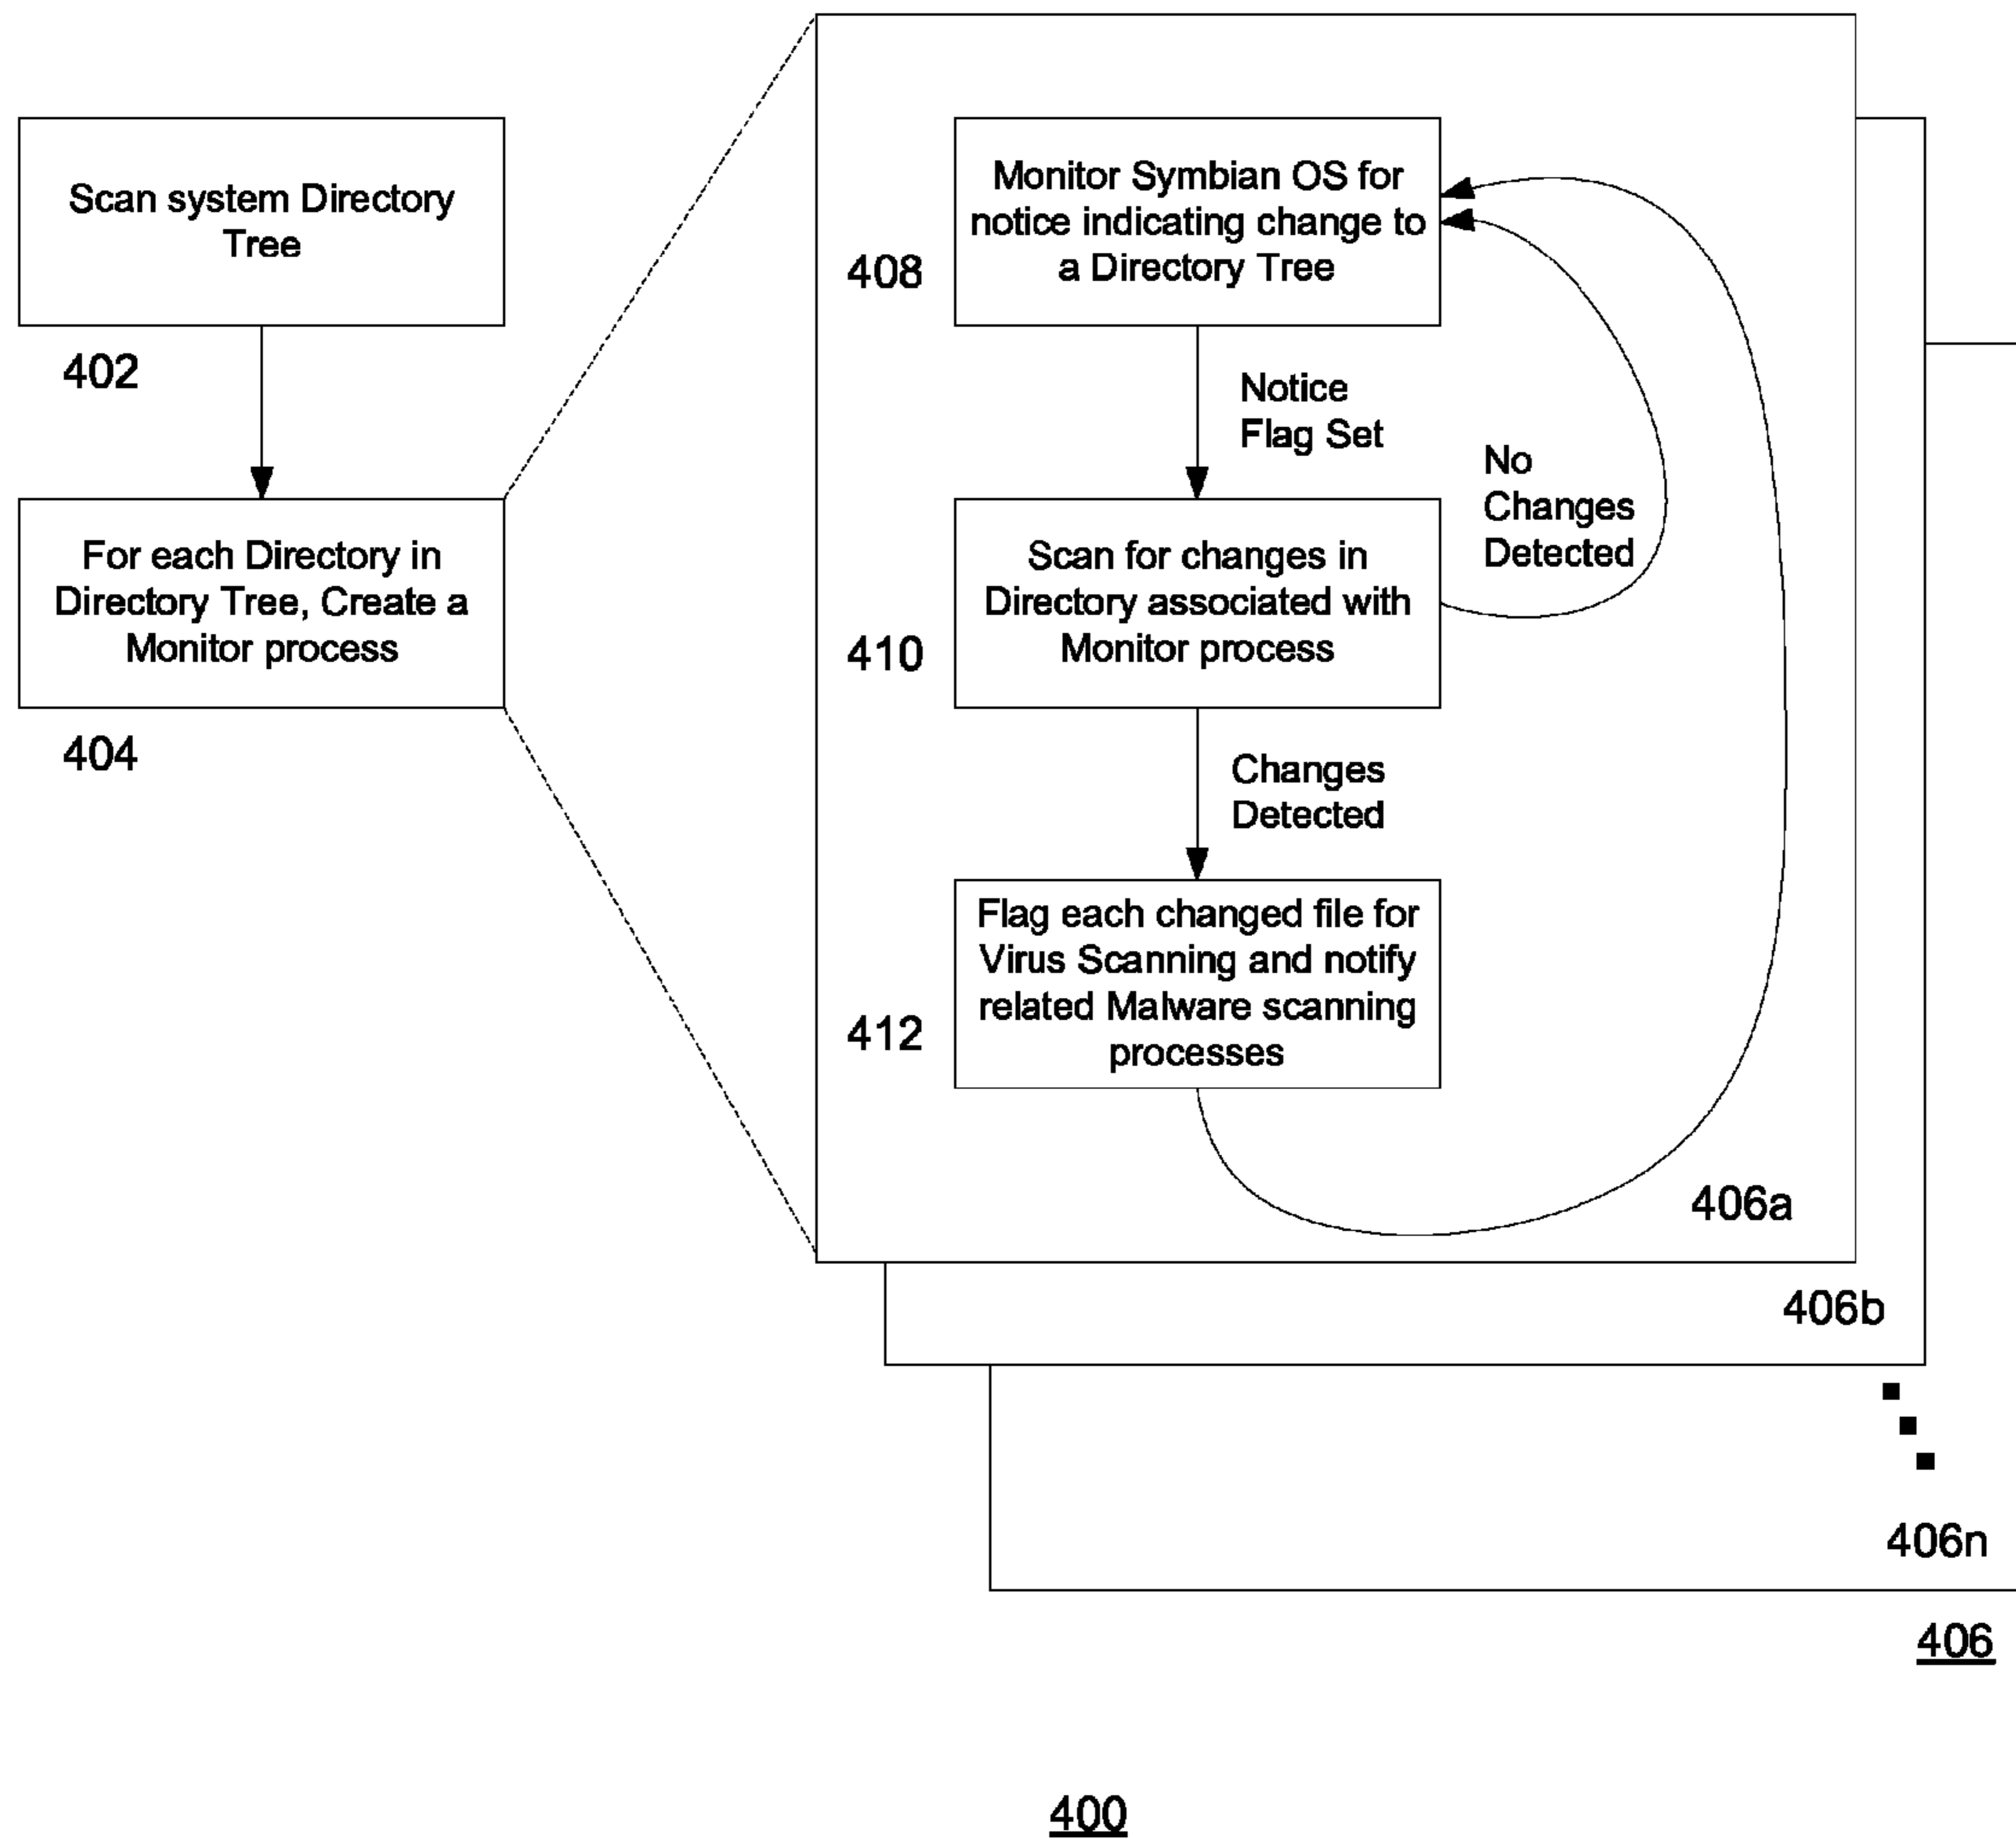 Scan system Directory
Tree
402
For each Directory in
Directory Tree, Create a
Monitor process
404
Monitor Symbian OS for
notice indicating change to
a Directory Tree
408
Notice
Flag Set
No
Changes
Detected
Scan for changes in
Directory associated with
Monitor process
410
Changes
Detected
Flag each changed file for
Virus Scanning and notify
related Malware scanning
processes
412
406a
406b
406n
406
400